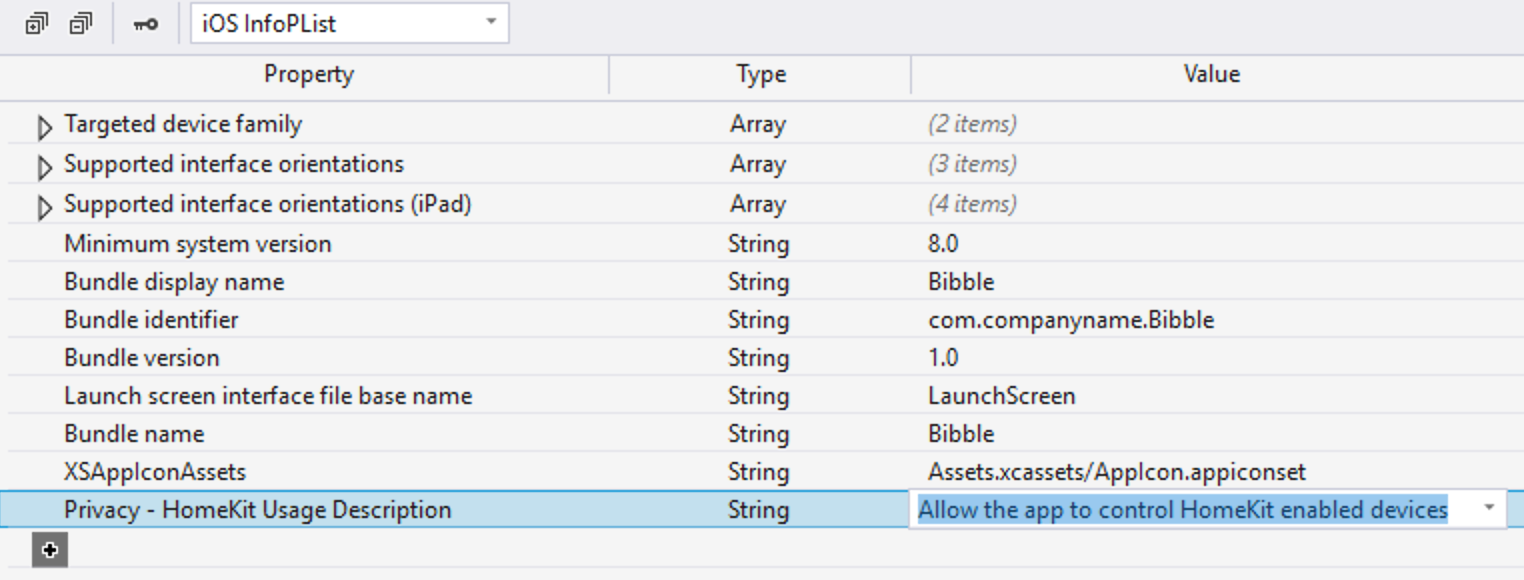 iOS InfoPList
Property Type Value
Targeted device family Array (2 items)
Supported interface orientations Array (3 items)
Supported interface orientations (iPad) Array (4 items)
Minimum system version String 8.0
Bundle display name String Bibble
Bundle identifier String com.companyname.Bibble
Bundle version String 1.0
Launch screen interface file base name String LaunchScreen
Bundle name String Bibble
XSAppIconAssets String Assets.xcassets/AppIcon.appiconset
Privacy - HomeKit Usage Description String Allow the app to control HomeKit enabled devices